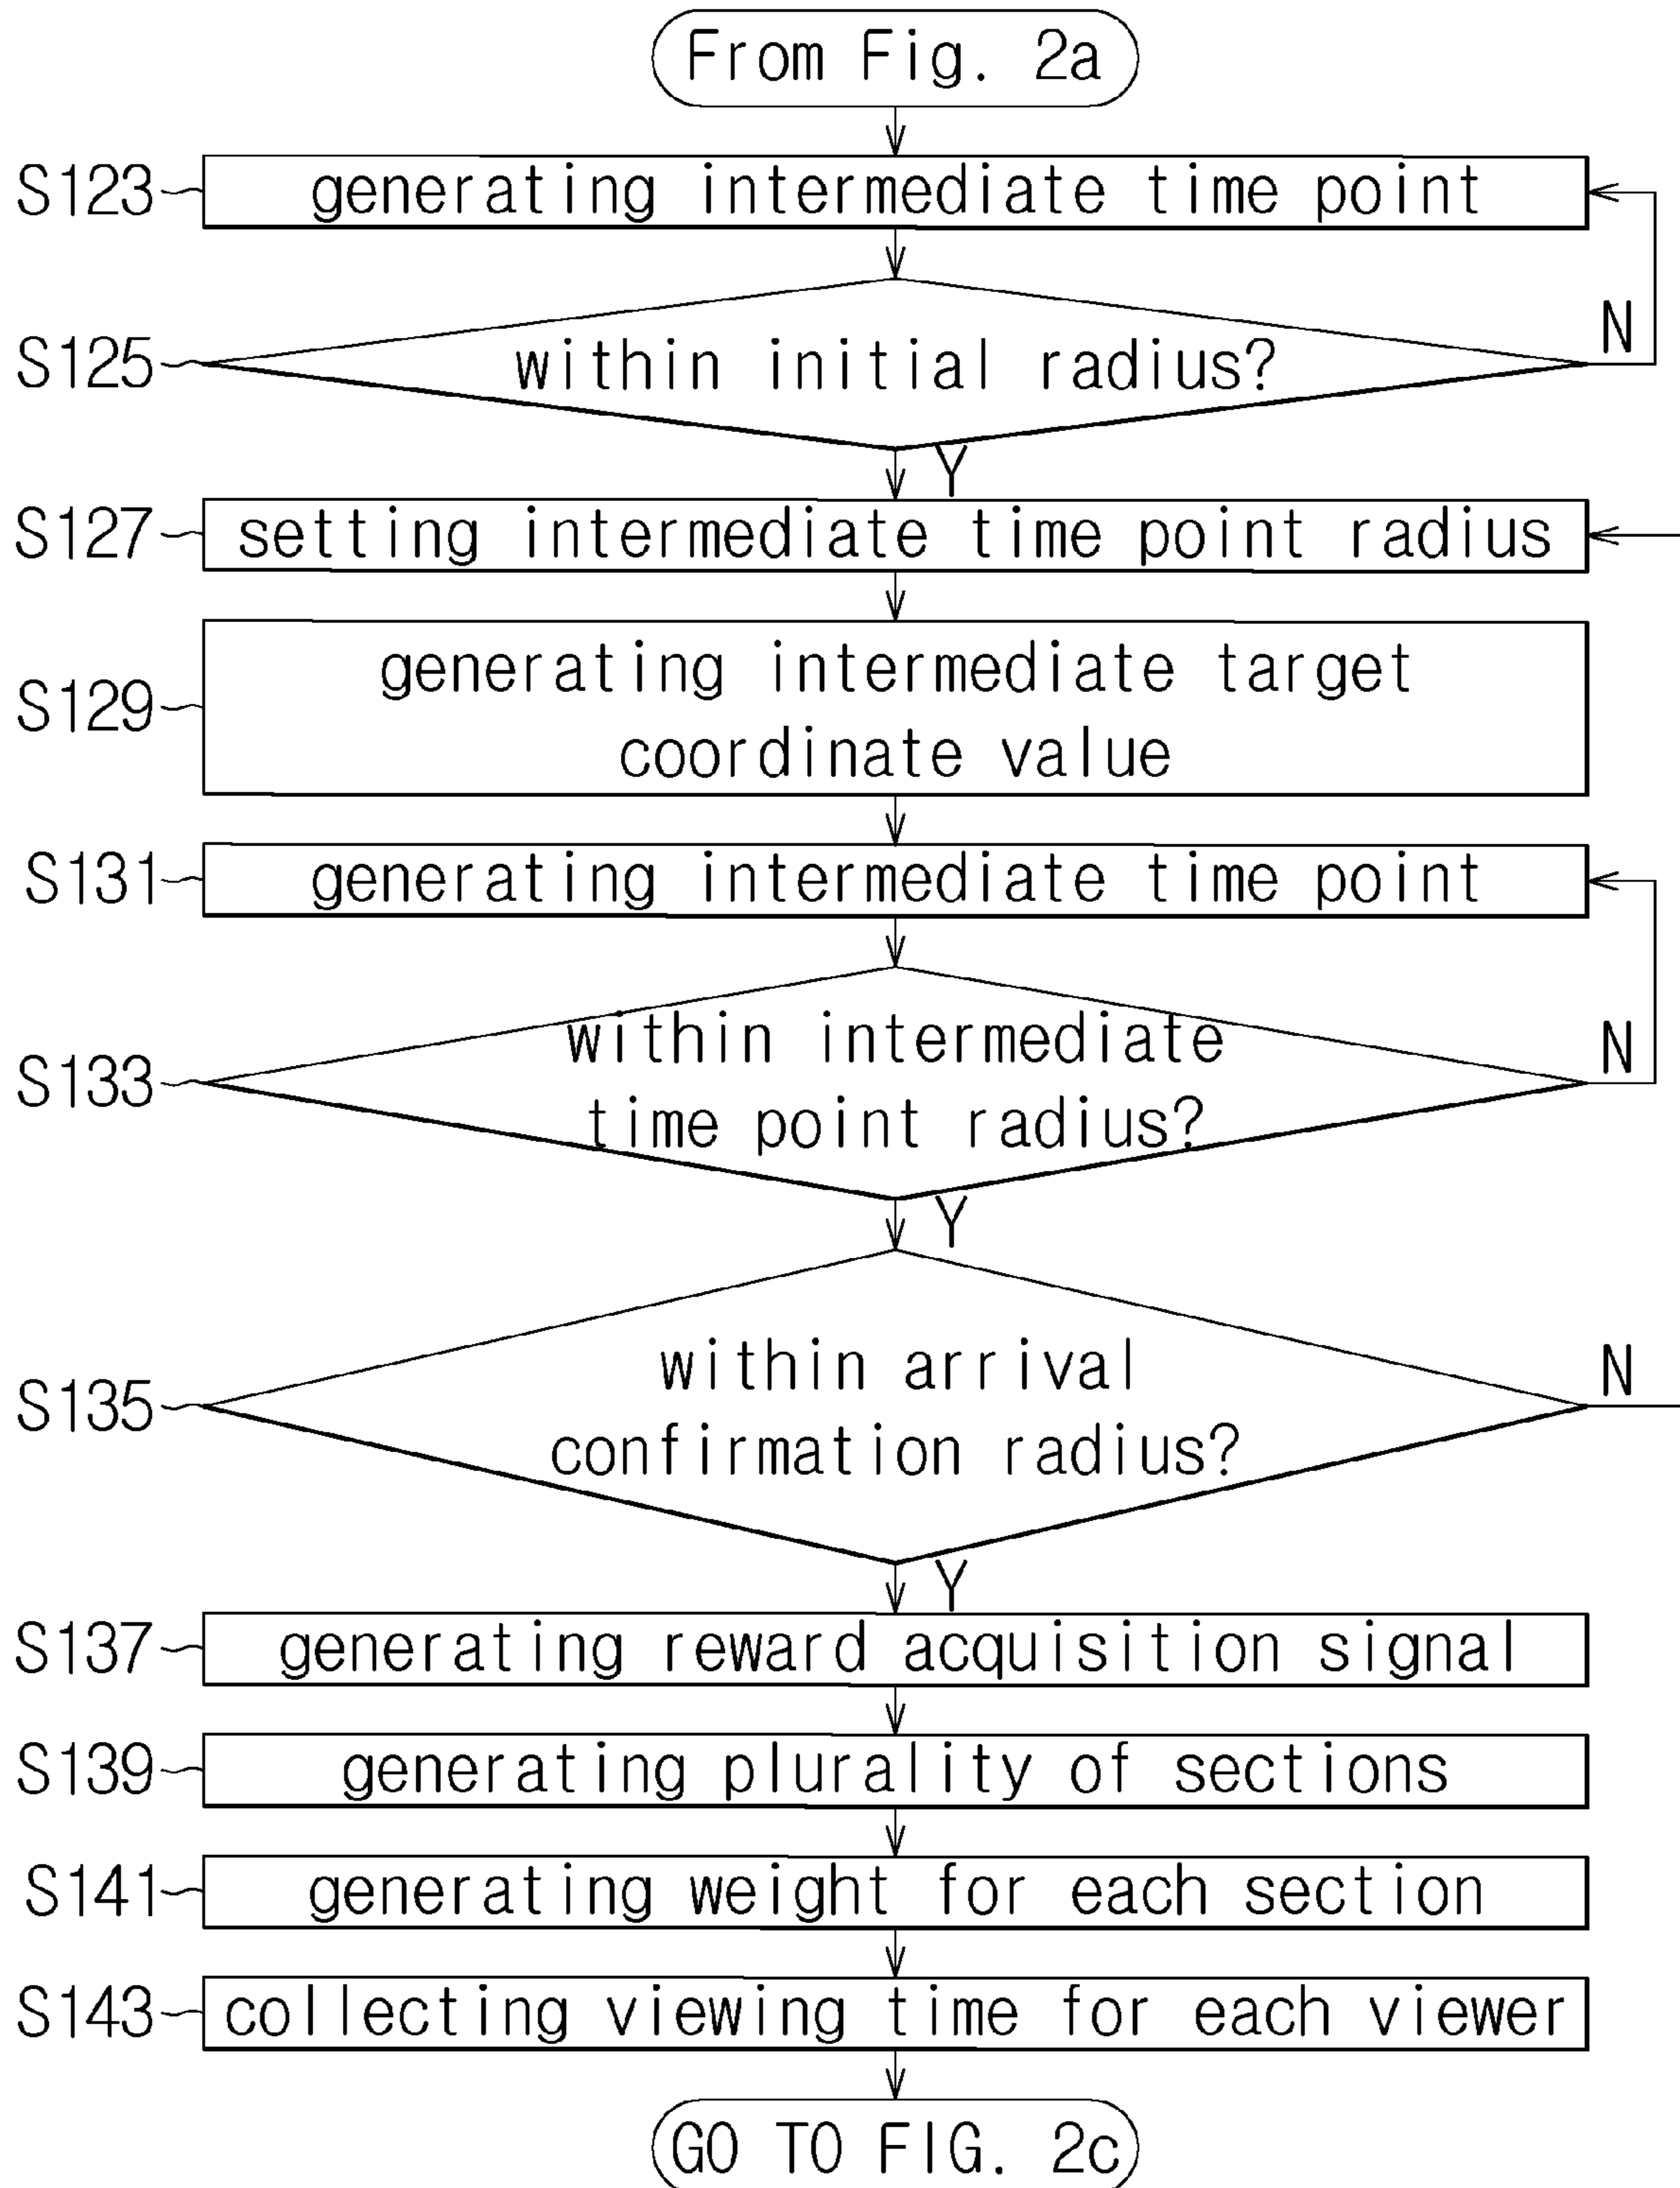 From Fig. 2a
S123
generating intermediate time point
S125
within initial radius?
N
Y
S127
setting intermediate time point radius
S129
generating intermediate target
coordinate value
S131
generating intermediate time point
S133
within intermediate
time point radius?
N
Y
S135
within arrival
confirmation radius?
N
Y
S137
generating reward acquisition signal
S139
generating plurality of sections
S141
generating weight for each section
S143
collecting viewing time for each viewer
GO TO FIG. 2c